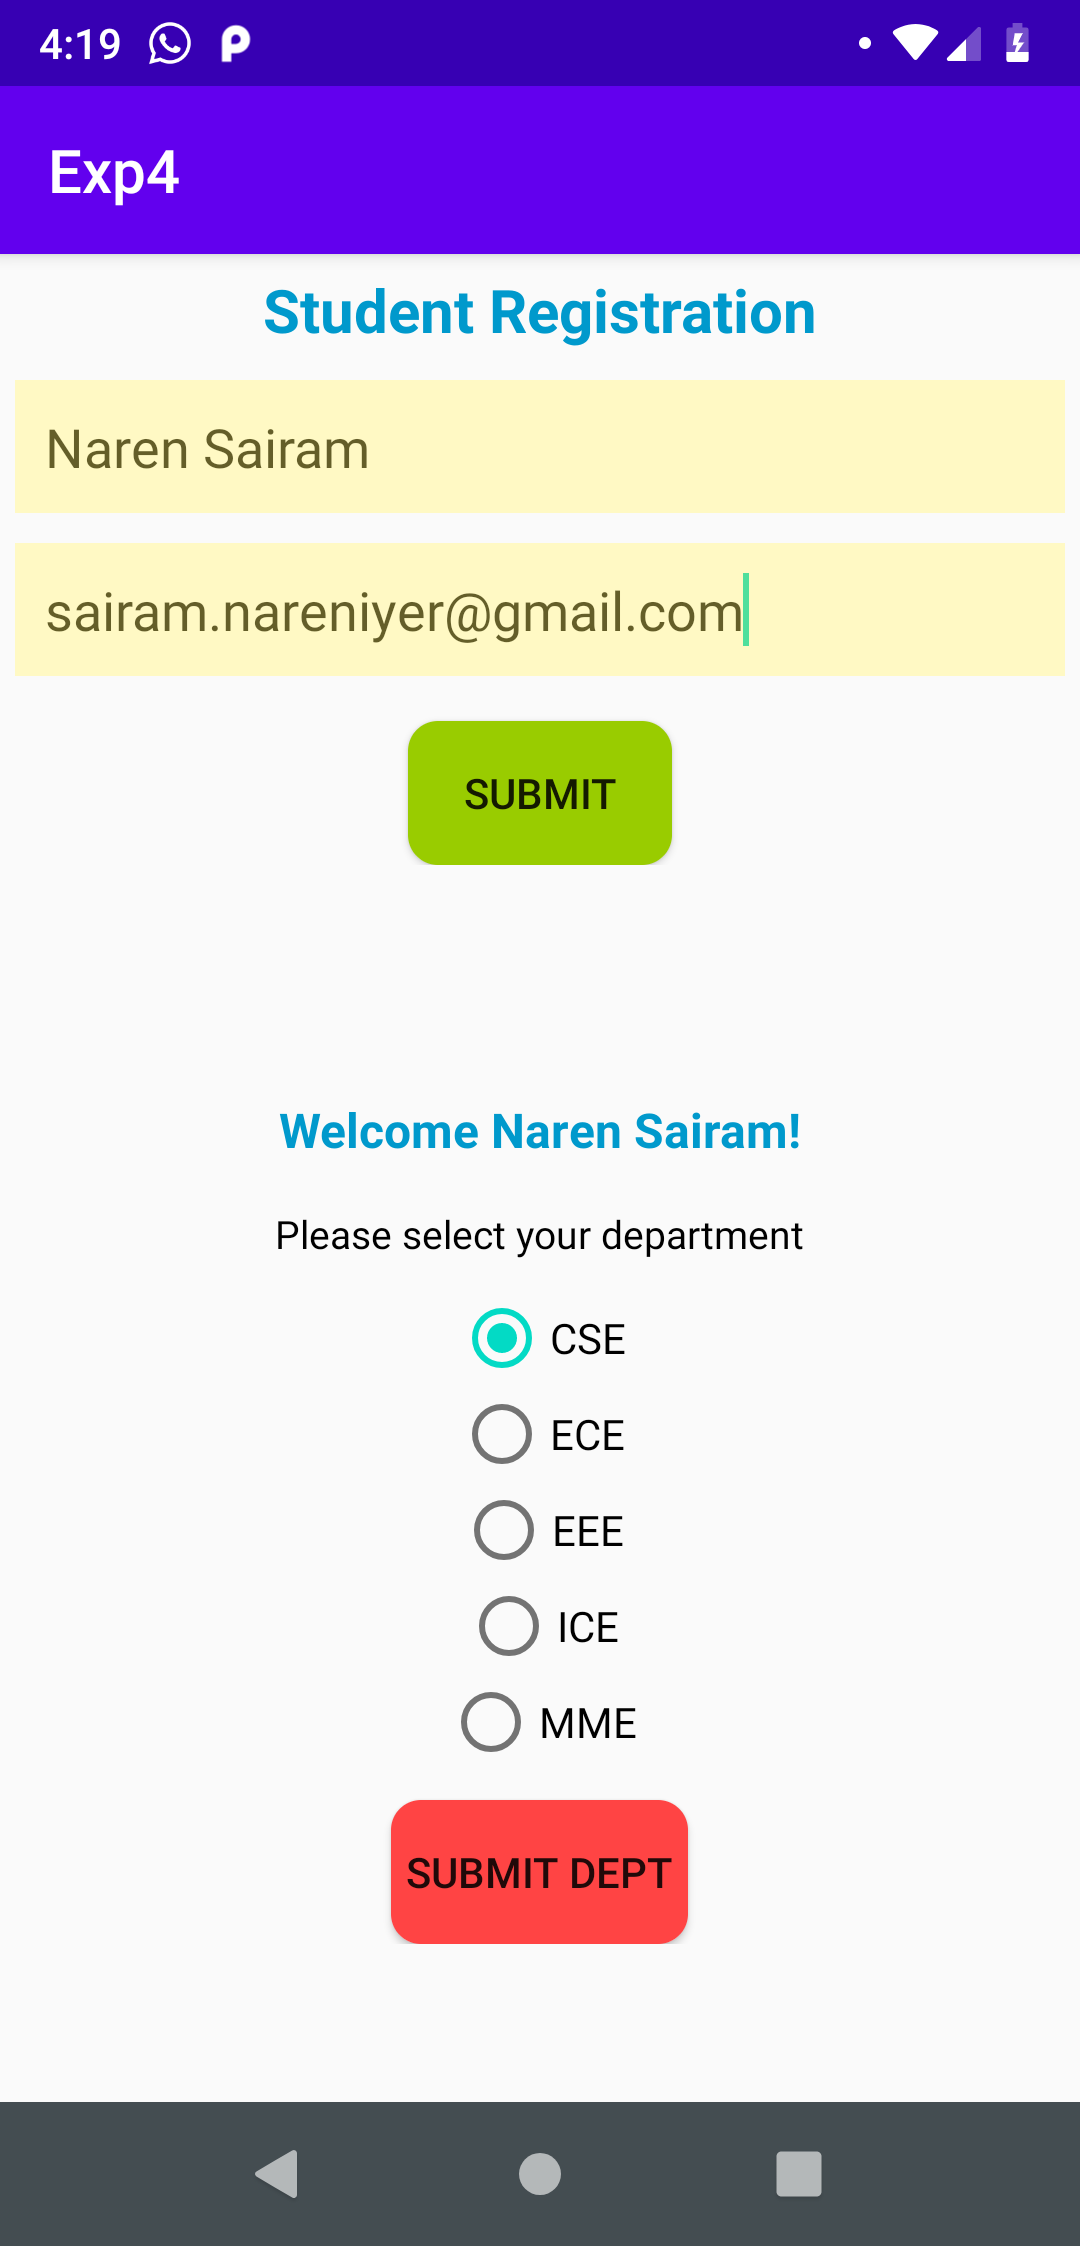 4:19
Exp4
Student Registration
Naren Sairam
sairam.nareniyer@gmail.com
SUBMIT
Welcome Naren Sairam!
Please select your department
CSE
ECE
EEE
ICE
MME
SUBMIT DEPT